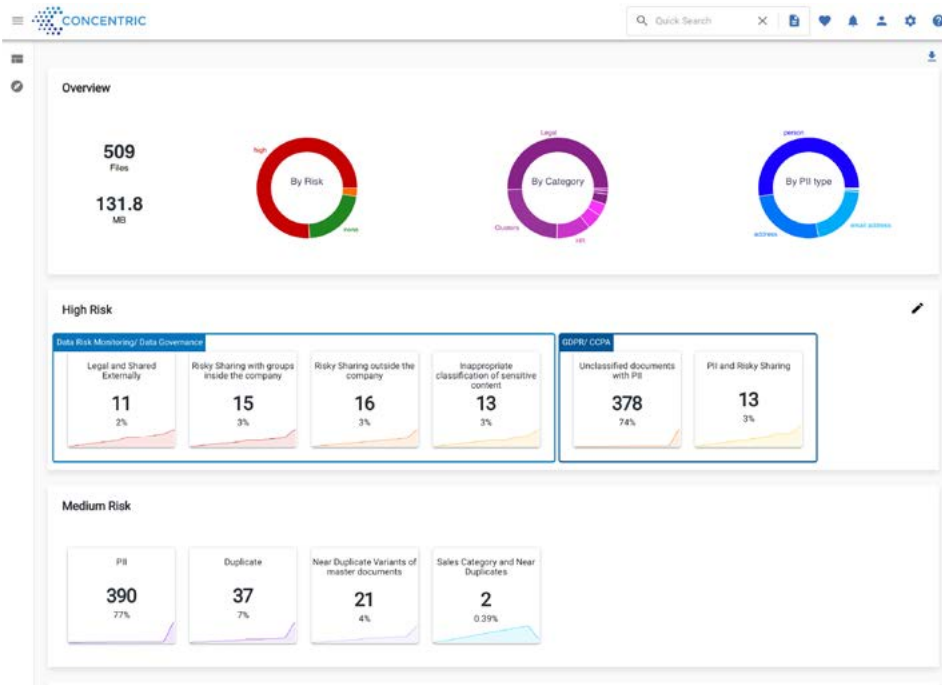 CONCENTRIC
Quick Search
Overview
509
Files
131.8
MB
high
By Risk
none
Legal
By Category
Clusters
person
By PII type
address
email address
High Risk
Data Risk Monitoring/ Data Governance
Legal and Shared
Externally
11
2%
Risky Sharing with groups
inside the company
15
3%
Risky Sharing outside the
company
16
3%
Inappropriate
classification of sensitive
content
13
3%
GDPR/ CCPA
Unclassified documents
with PII
378
74%
PII and Risky Sharing
13
3%
Medium Risk
PII
390
77%
Duplicate
37
7%
Near Duplicate Variants of
master documents
21
4%
Sales Category and Near
Duplicates
2
0.39%